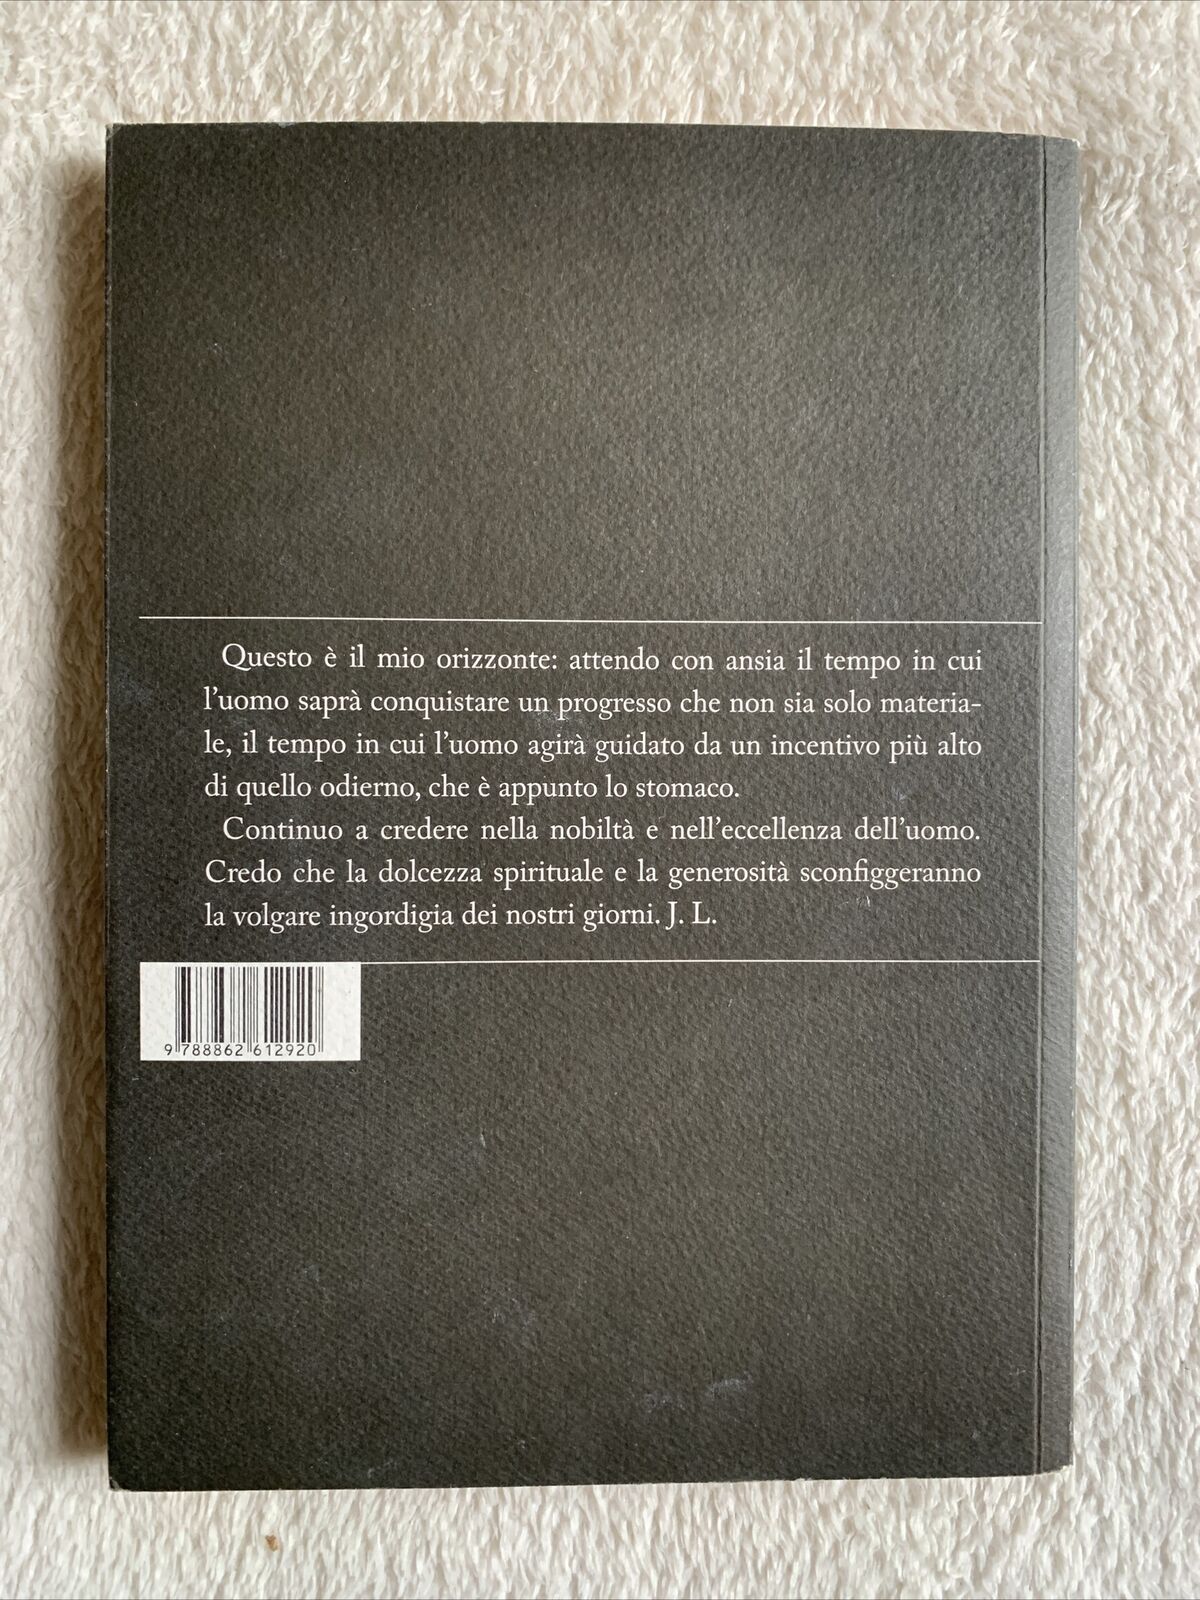 Questo è il mio orizzonte: attendo con ansia il tempo in cui
l'uomo saprà conquistare un progresso che non sia solo materia-
le, il tempo in cui l'uomo agirà guidato da un incentivo più alto
di quello odierno, che è appunto lo stomaco.
Continuo a credere nella nobiltà e nell'eccellenza dell'uomo.
Credo che la dolcezza spirituale e la generosità sconfiggeranno
la volgare ingordigia dei nostri giorni. J. L.
9 788862 612920